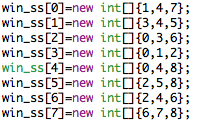 win_ss[0]=new int[]{1,4,7};
win_ss[1]=new int[]{3,4,5};
win_ss[2]=new int[]{0,3,6};
win_ss[3]=new int[]{0,1,2};
win_ss[4]=new int[]{0,4,8};
win_ss[5]=new int[]{2,5,8};
win_ss[6]=new int[]{2,4,6};
win_ss[7]=new int[]{6,7,8};